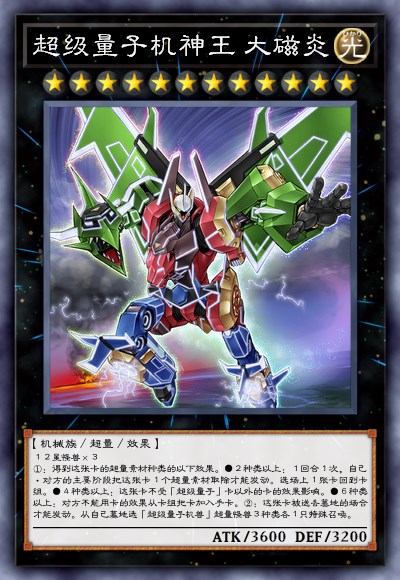 超级量子机神王 大磁炎
光
【机械族/超量/效果】
12星怪兽×3
①:得到这张卡的超量素材种类的以下效果。●2种类以上:1回合1次,自己
·对方的主要阶段把这张卡1个超量素材取除才能发动。选场上1张卡回到卡
组。●4种类以上:这张卡不受「超级量子」卡以外的卡的效果影响。●6种类
以上:对方不能用卡的效果从卡组把卡加入手卡。②:这张卡被送去墓地的场合
才能发动。从自己墓地选「超级量子机兽」超量怪兽3种类各1只特殊召唤。
ATK/3600 DEF/3200